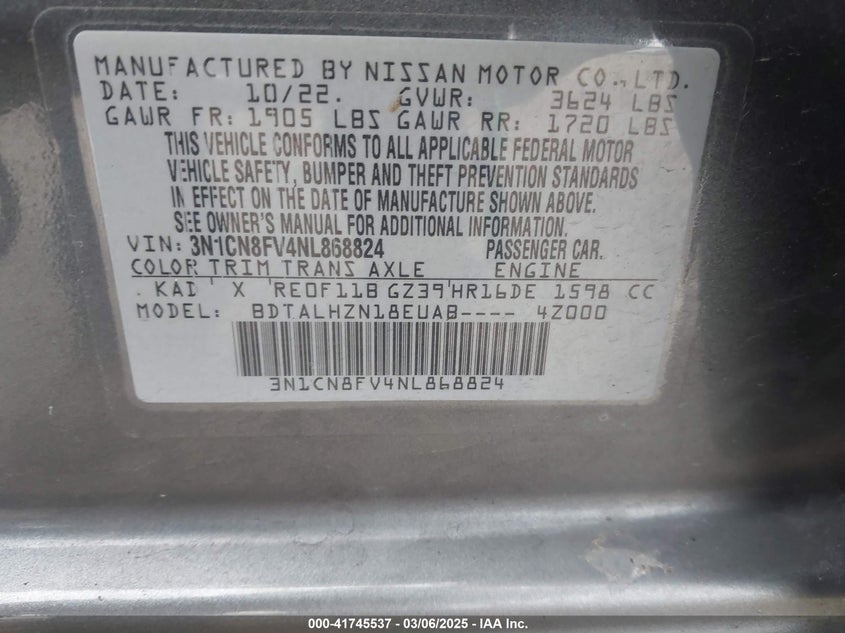 MANUFACTURED BY NISSAN MOTOR CO., LTD.
DATE: 10/22. GVWR: 3624 LBS
GAWR FR: 1905 LBS GAWR RR: 1720 LBS
THIS VEHICLE CONFORMS TO ALL APPLICABLE FEDERAL MOTOR
VEHICLE SAFETY, BUMPER AND THEFT PREVENTION STANDARDS
IN EFFECT ON THE DATE OF MANUFACTURE SHOWN ABOVE.
SEE OWNER'S MANUAL FOR ADDITIONAL INFORMATION.
VIN: 3N1CN8FV4NL868824 PASSENGER CAR.
COLOR TRIM TRANS AXLE ENGINE
KAD X RE0F11B GZ39 HR16DE 1598 CC
MODEL: BDTALHZN18EUAB---- 4Z000
3N1CN8FV4NL868824
000-41745537 - 03/06/2025 - IAA Inc.